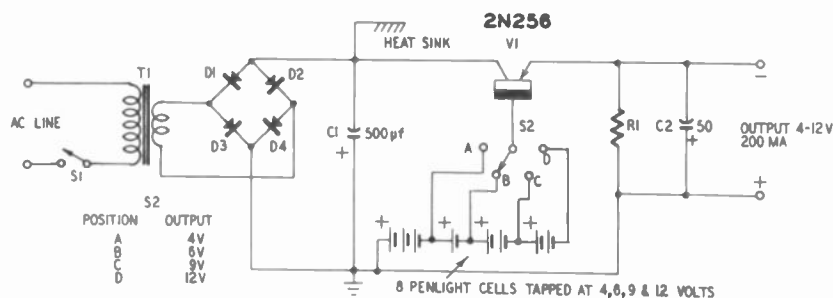 2N256
V1
HEAT SINK
T1
D1
D2
D3
D4
AC LINE
S1
C1
500µf
+
S2
A
B
C
D
R1
C2
50
+
−
OUTPUT 4-12V
200 MA
+
S2
POSITION OUTPUT
A 4V
B 6V
C 9V
D 12V
+
+
+
+
8 PENLIGHT CELLS TAPPED AT 4,6,9 & 12 VOLTS